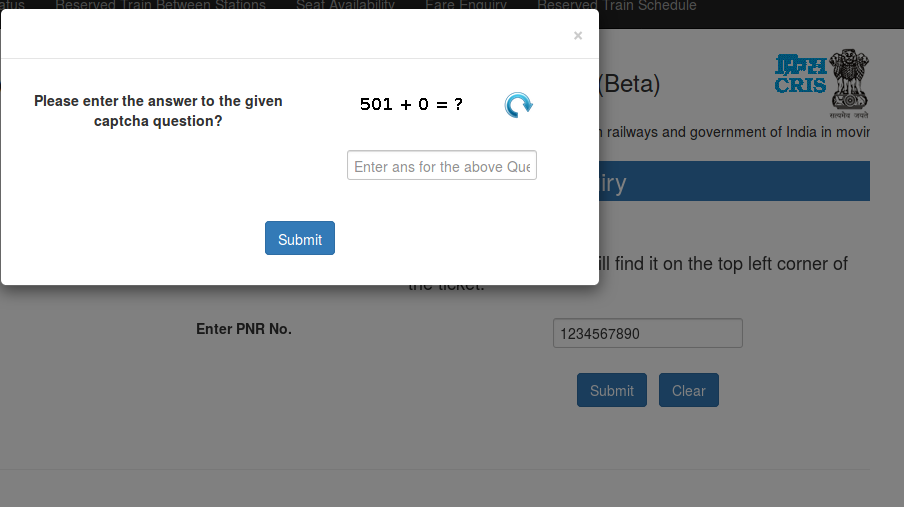 Reserved Train Between Stations Seat Availability Fare Enquiry Reserved Train Schedule
×
Please enter the answer to the given
captcha question?
501 + 0 = ?
Enter ans for the above Que
Submit
(Beta)
CRIS
सत्यमेव जयते
railways and government of India in movin
iry
ill find it on the top left corner of
the ticket.
Enter PNR No.
1234567890
Submit
Clear